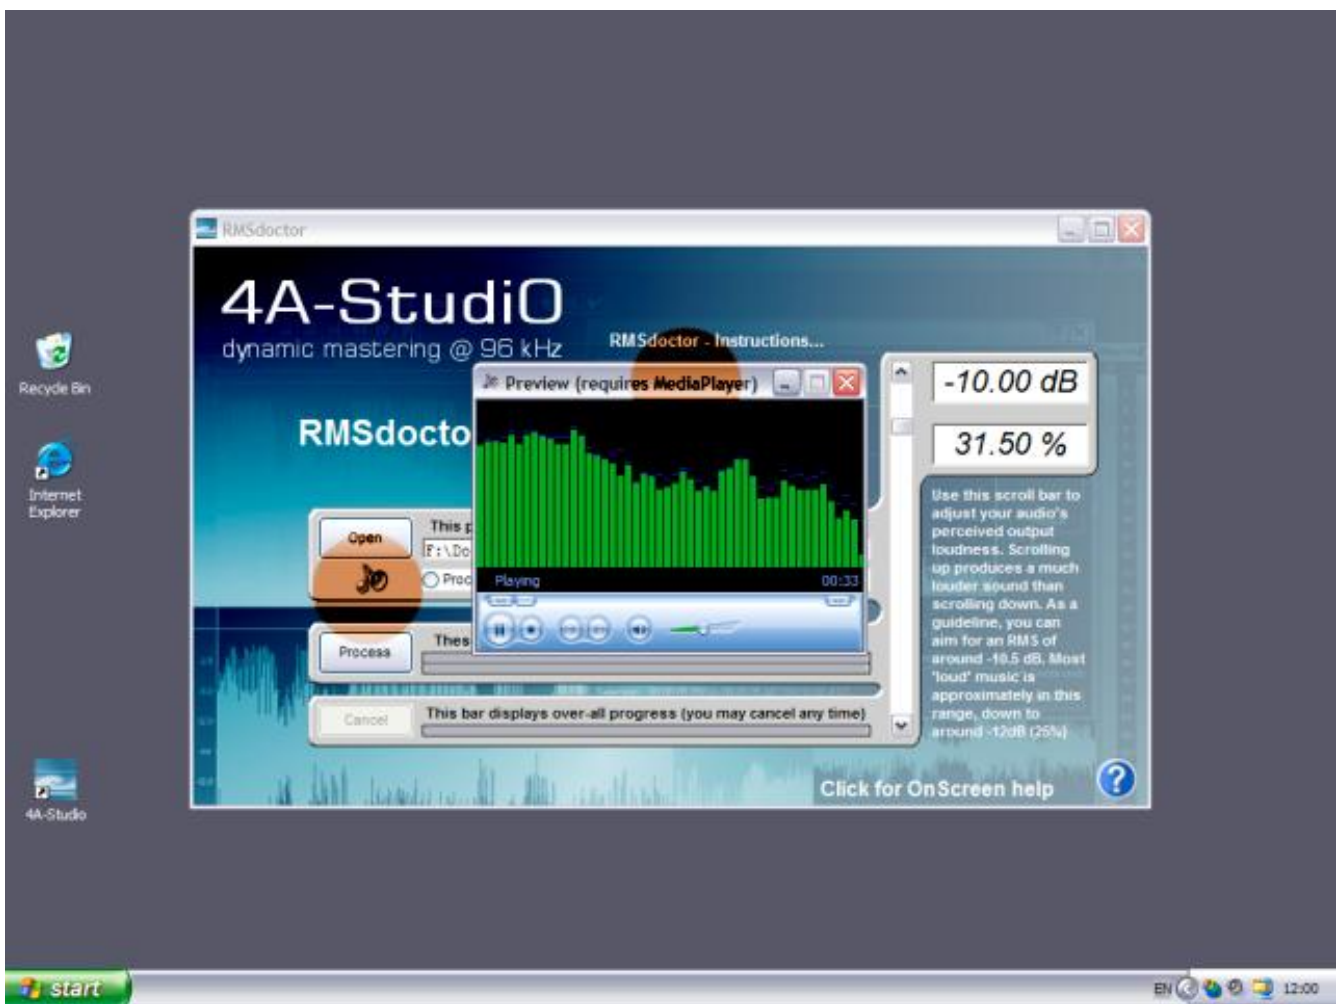 RMSdoctor
4A-StudiO
dynamic mastering @ 96 kHz
RMSdoctor - Instructions...
Preview (requires MediaPlayer)
-10.00 dB
31.50 %
RMSdocto
Recycle Bin
Internet
Explorer
Open
This p
F:\Do
Proc
Playing
00:33
Process
Thes
Cancel
This bar displays over-all progress (you may cancel any time)
Use this scroll bar to
adjust your audio's
perceived output
loudness. Scrolling
up produces a much
louder sound than
scrolling down. As a
guideline, you can
aim for an RMS of
around -10.5 dB. Most
'loud' music is
approximately in this
range, down to
around -12dB (25%)
Click for OnScreen help
4A-Studio
start
EN
12:00